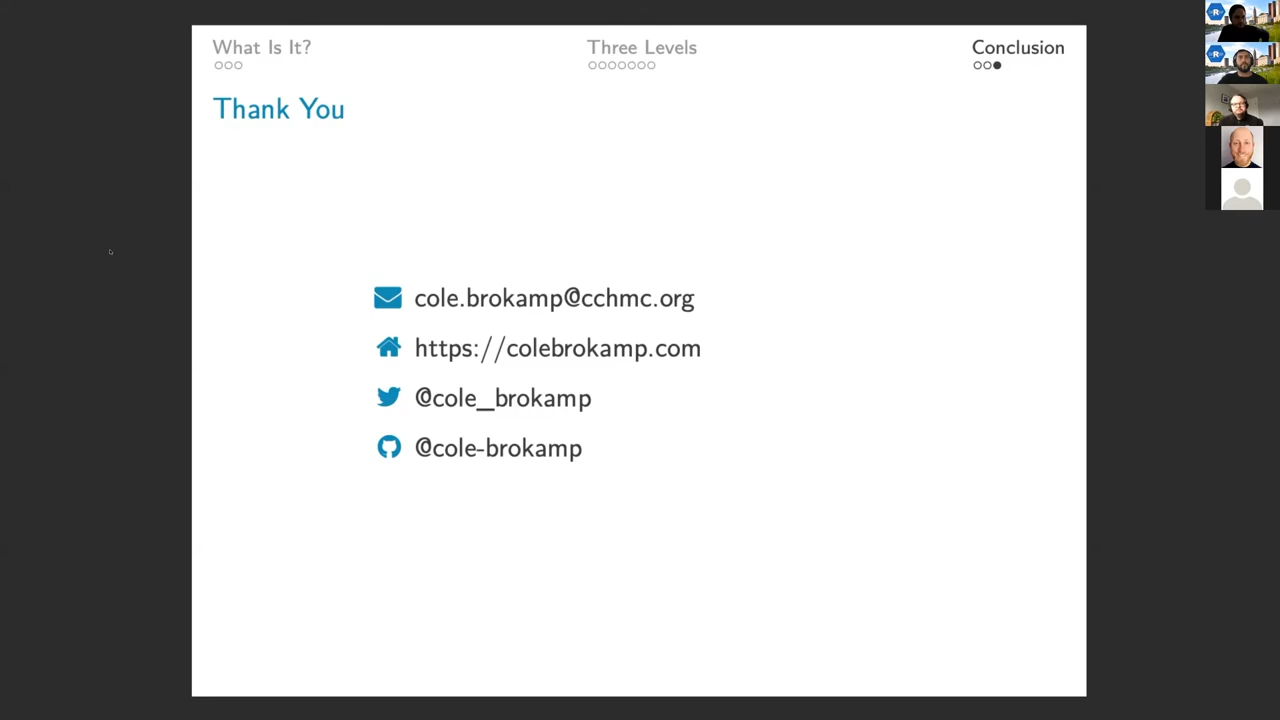 What Is It?
Three Levels
Conclusion
Thank You
cole.brokamp@cchmc.org
https://colebrokamp.com
@cole_brokamp
@cole-brokamp
R
R